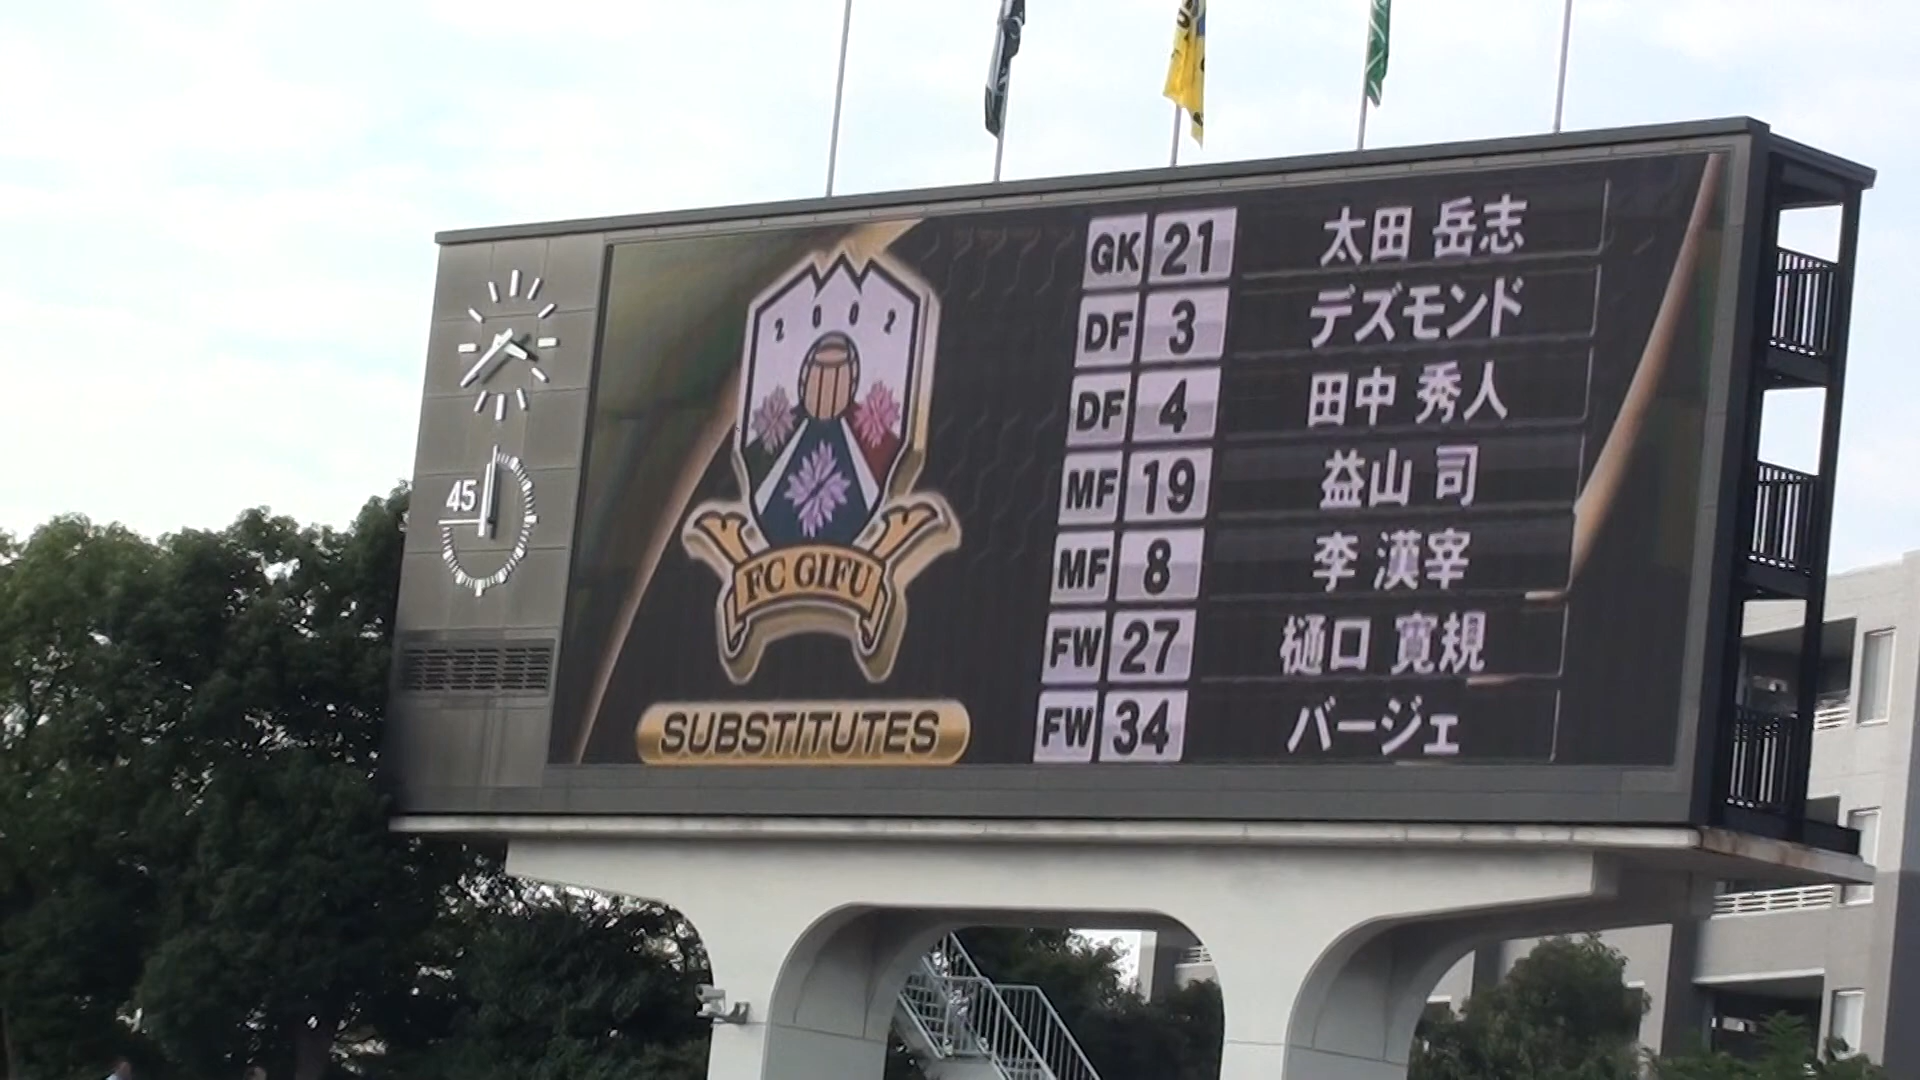 2002
FC GIFU
SUBSTITUTES
45
GK 21 太田 岳志
DF 3 デズモンド
DF 4 田中 秀人
MF 19 益山 司
MF 8 李 漢宰
FW 27 樋口 寛規
FW 34 バージェ